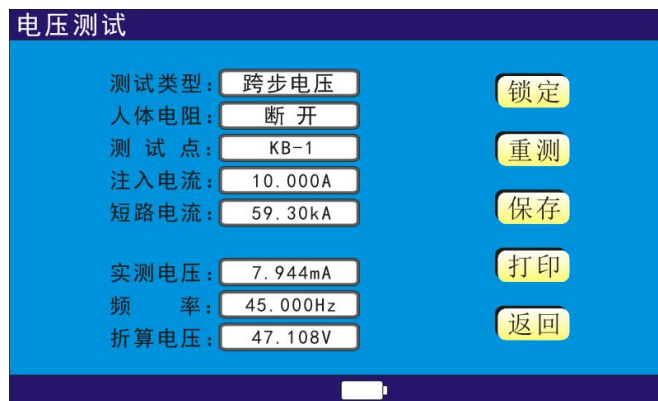 电压测试
测试类型: 跨步电压
人体电阻: 断 开
测 试 点: KB-1
注入电流: 10.000A
短路电流: 59.30kA
实测电压: 7.944mA
频 率: 45.000Hz
折算电压: 47.108V
锁定
重测
保存
打印
返回